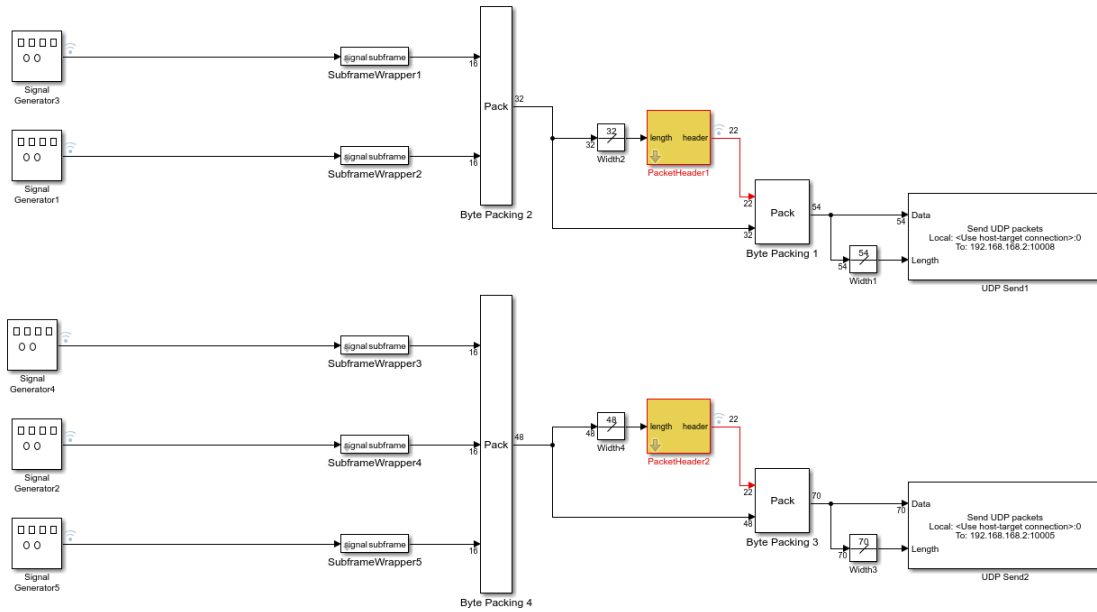 Signal
Generator3
signal subframe
SubframeWrapper1
16
Signal
Generator1
signal subframe
SubframeWrapper2
16
Pack
32
Byte Packing 2
32
32
Width2
length header
22
PacketHeader1
22
32
Pack
54
Byte Packing 1
54
54
54
Width1
Data
Send UDP packets
Local: <Use host-target connection>:0
To: 192.168.168.2:10008
Length
UDP Send1
Signal
Generator4
signal subframe
SubframeWrapper3
16
Signal
Generator2
signal subframe
SubframeWrapper4
16
Signal
Generator5
signal subframe
SubframeWrapper5
16
Pack
48
Byte Packing 4
48
48
Width4
length header
22
PacketHeader2
22
48
Pack
70
Byte Packing 3
70
70
70
Width3
Data
Send UDP packets
Local: <Use host-target connection>:0
To: 192.168.168.2:10005
Length
UDP Send2